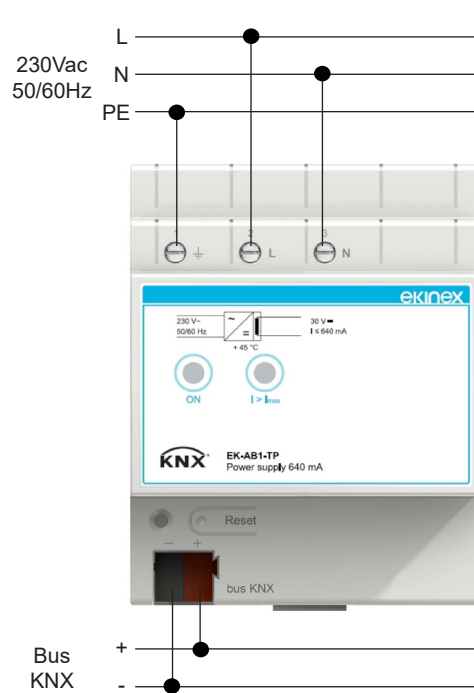 L
230Vac
N
50/60Hz
PE
1 2 3
L N
ekinex
230 V~
50/60 Hz
~
=
30 V
I ≤ 640 mA
+ 45 °C
ON I > Imax
KNX
EK-AB1-TP
Power supply 640 mA
Reset
− +
bus KNX
+
Bus
KNX
-